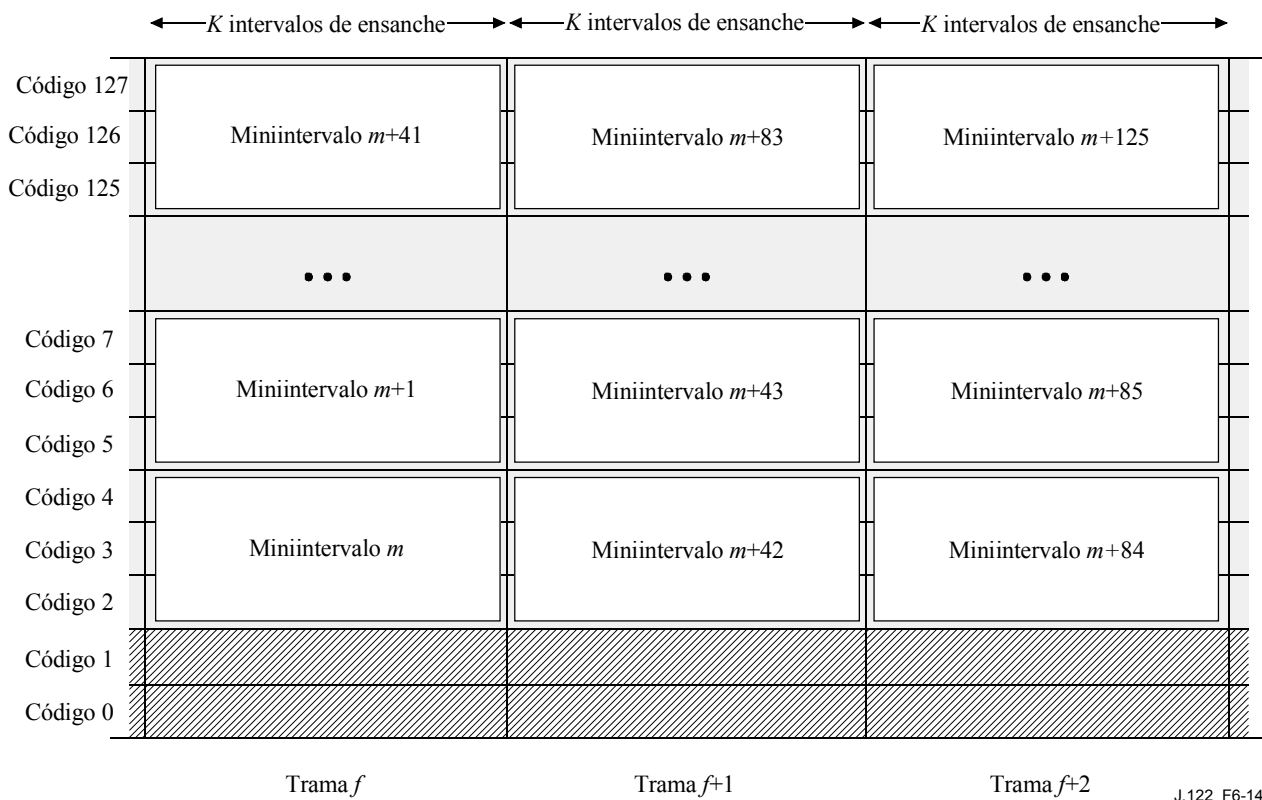 K intervalos de ensanche K intervalos de ensanche K intervalos de ensanche
Código 127
Código 126 Miniintervalo m+41 Miniintervalo m+83 Miniintervalo m+125
Código 125
Código 7
Código 6 Miniintervalo m+1 Miniintervalo m+43 Miniintervalo m+85
Código 5
Código 4
Código 3 Miniintervalo m Miniintervalo m+42 Miniintervalo m+84
Código 2
Código 1
Código 0
Trama f Trama f+1 Trama f+2
J.122_F6-14